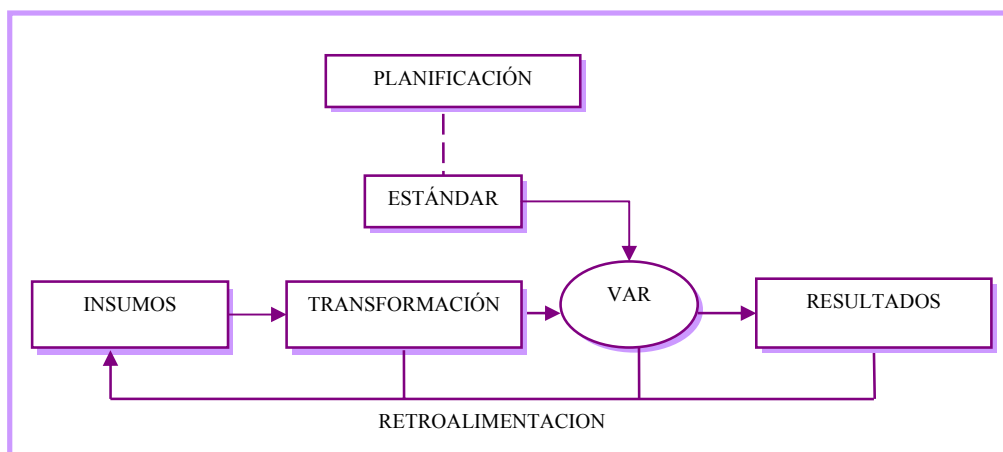 PLANIFICACIÓN
ESTÁNDAR
INSUMOS
TRANSFORMACIÓN
VAR
RESULTADOS
RETROALIMENTACION